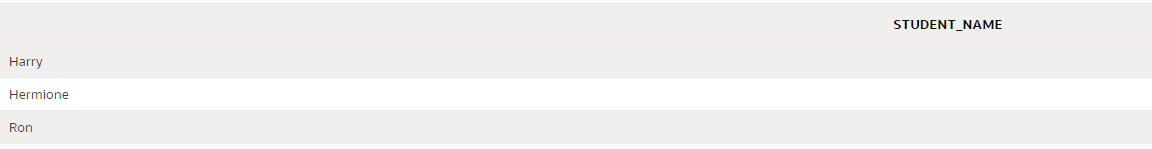 STUDENT_NAME
Harry
Hermione
Ron